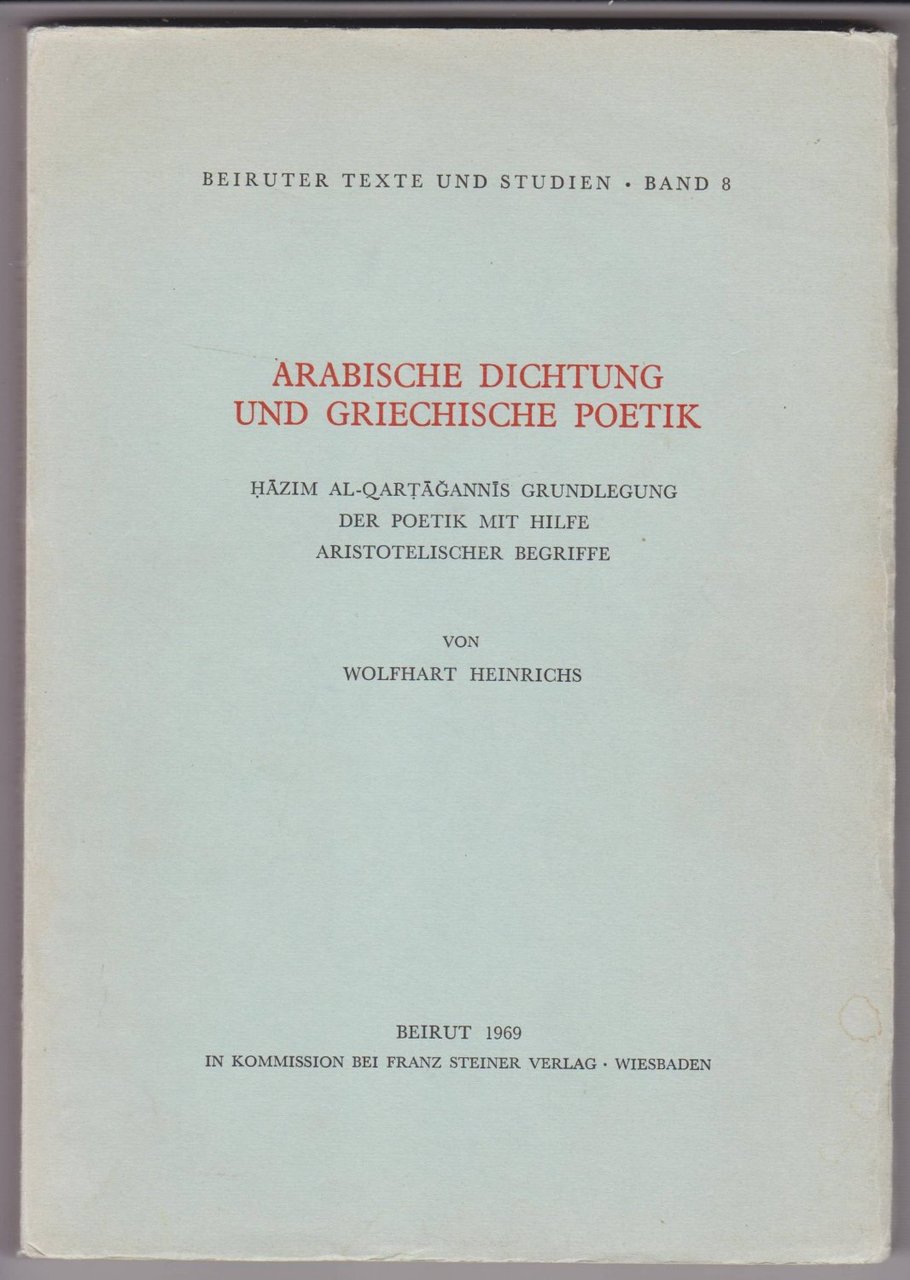 BEIRUTER TEXTE UND STUDIEN • BAND 8
ARABISCHE DICHTUNG
UND GRIECHISCHE POETIK
ḤĀZIM AL-QARṬĀǦANNĪS GRUNDLEGUNG
DER POETIK MIT HILFE
ARISTOTELISCHER BEGRIFFE
VON
WOLFHART HEINRICHS
BEIRUT 1969
IN KOMMISSION BEI FRANZ STEINER VERLAG • WIESBADEN